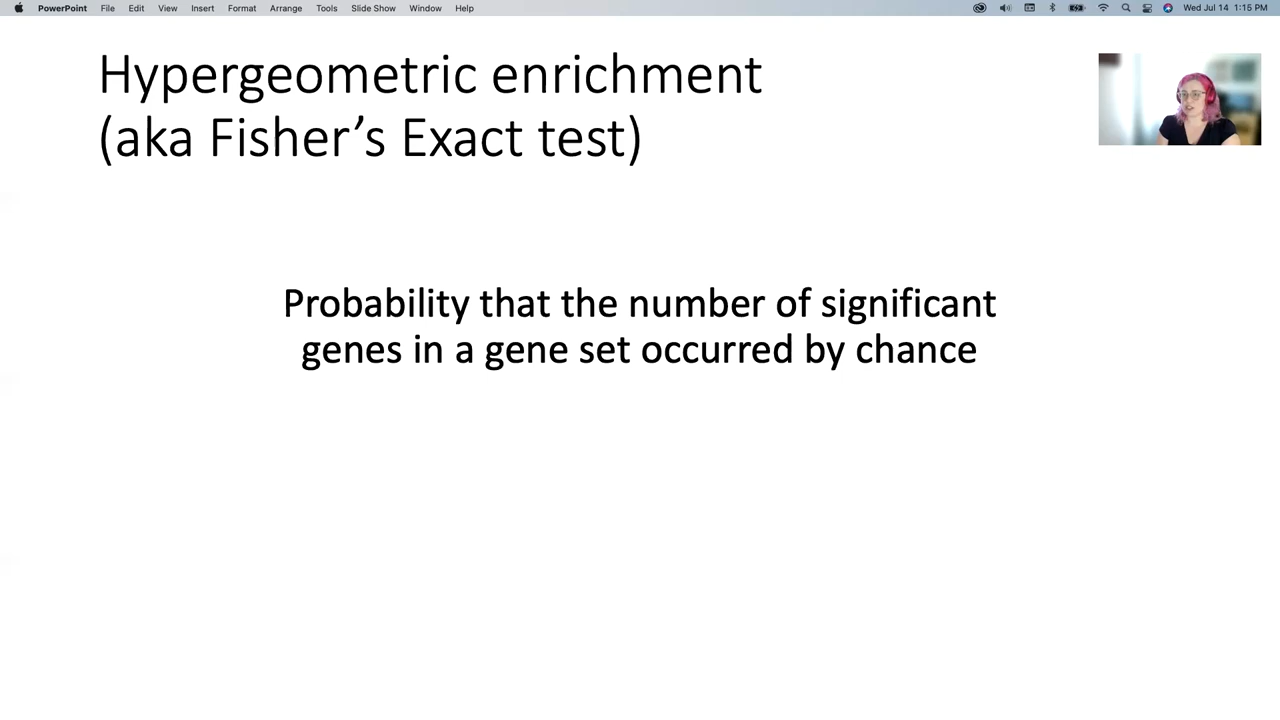 PowerPoint File Edit View Insert Format Arrange Tools Slide Show Window Help Wed Jul 14 1:15 PM
Hypergeometric enrichment
(aka Fisher’s Exact test)
Probability that the number of significant
genes in a gene set occurred by chance